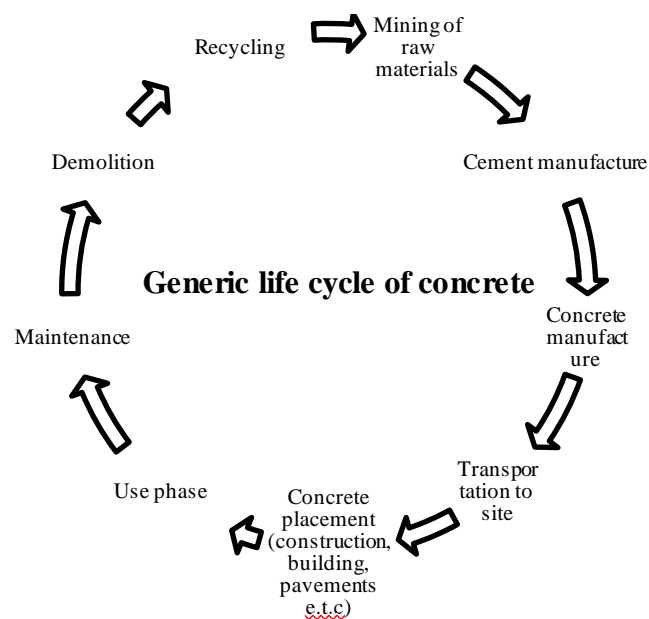 Recycling
Mining of
raw
materials
Cement manufacture
Concrete
manufact
ure
Transpor
tation to
site
Concrete
placement
(construction,
building,
pavements
e.t.c)
Use phase
Maintenance
Demolition
Generic life cycle of concrete